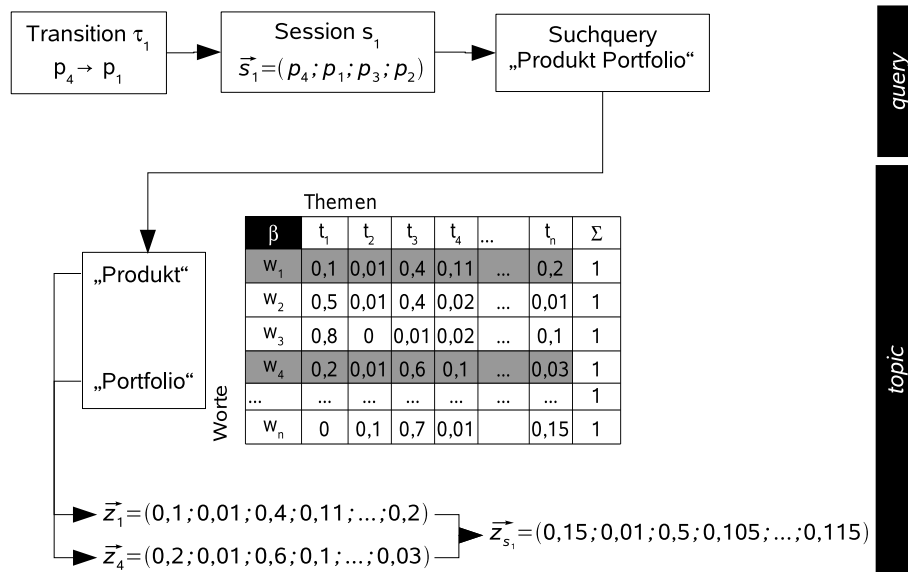 Transition τ₁
p₄→ p₁
Session s₁
s₁⃗=(p₄;p₁;p₃;p₂)
Suchquery
„Produkt Portfolio“
query
Themen
β t₁ t₂ t₃ t₄ ... tₙ Σ
w₁ 0,1 0,01 0,4 0,11 ... 0,2 1
w₂ 0,5 0,01 0,4 0,02 ... 0,01 1
w₃ 0,8 0 0,01 0,02 ... 0,1 1
w₄ 0,2 0,01 0,6 0,1 ... 0,03 1
... ... ... ... ... ... ... 1
wₙ 0 0,1 0,7 0,01 0,15 1
Worte
„Produkt“
„Portfolio“
topic
z₁⃗=(0,1;0,01;0,4;0,11;...;0,2)
z₄⃗=(0,2;0,01;0,6;0,1;...;0,03)
z⃗ₛ₁=(0,15;0,01;0,5;0,105;...;0,115)